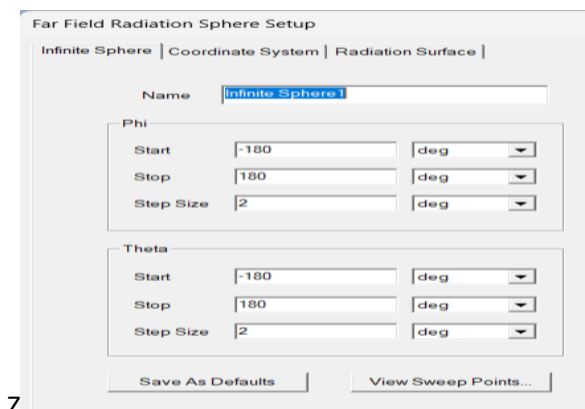 Far Field Radiation Sphere Setup
Infinite Sphere | Coordinate System | Radiation Surface |
Name Infinite Sphere1
Phi
Start -180 deg
Stop 180 deg
Step Size 2 deg
Theta
Start -180 deg
Stop 180 deg
Step Size 2 deg
Save As Defaults View Sweep Points...
7